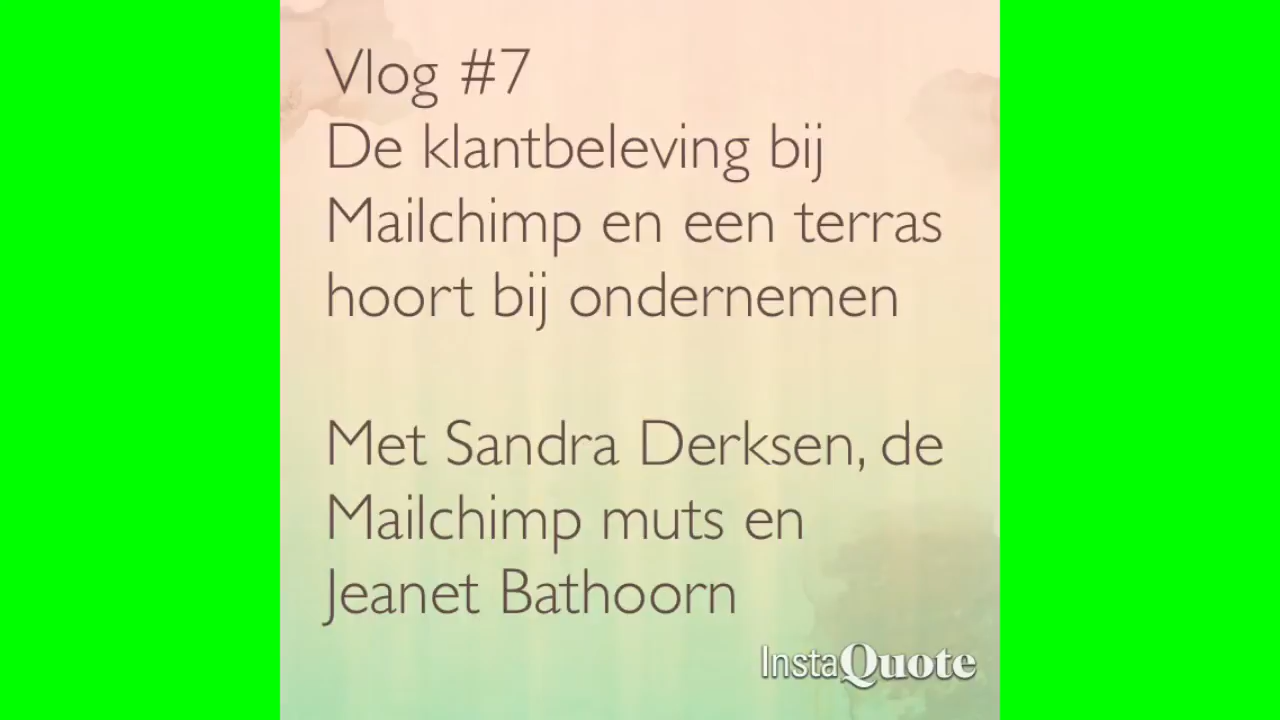 Vlog #7
De klantbeleving bij
Mailchimp en een terras
hoort bij ondernemen
Met Sandra Derksen, de
Mailchimp muts en
Jeanet Bathoorn
InstaQuote